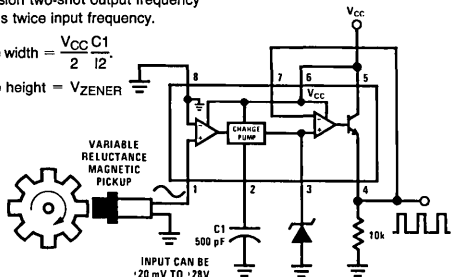 sion two-shot output frequency
s twice input frequency.
width = VCC/2 C1/I2.
height = VZENER
VCC
8
7
6
5
VCC
CHARGE
PUMP
VARIABLE
RELUCTANCE
MAGNETIC
PICKUP
1
2
3
4
C1
500 pF
10k
INPUT CAN BE
±20 mV TO ±28V